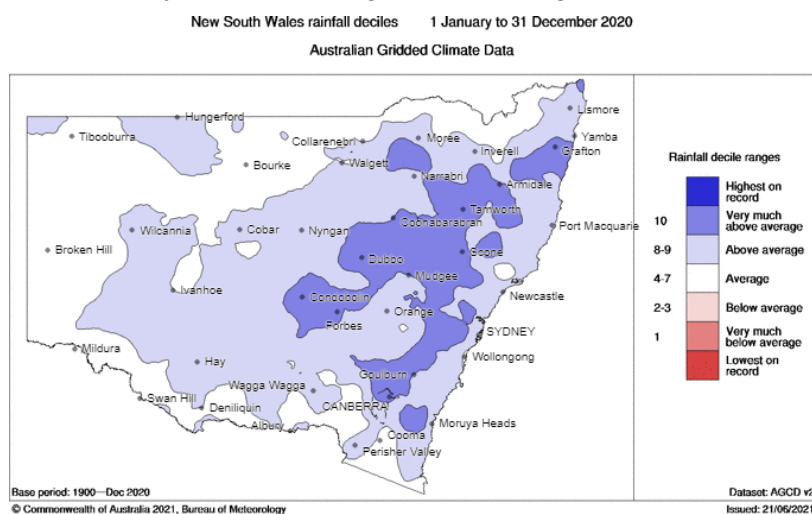 New South Wales rainfall deciles 1 January to 31 December 2020
Australian Gridded Climate Data
Hungerford
Lismore
Tibooburra
Collarenebri
Moree
Yamba
Inverell
Grafton
Bourke
Walgett
Narrabri
Armidale
Tamworth
Coonabarabran
Port Macquarie
Wilcannia
Cobar
Nyngan
Broken Hill
Scone
Dubbo
Mudgee
Ivanhoe
Condobolin
Newcastle
Orange
Forbes
SYDNEY
Mildura
Wollongong
Hay
Goulburn
Wagga Wagga
Swan Hill
CANBERRA
Deniliquin
Albury
Moruya Heads
Cooma
Perisher Valley
Rainfall decile ranges
Highest on
record
10
Very much
above average
8-9
Above average
4-7
Average
2-3
Below average
1
Very much
below average
Lowest on
record
Base period: 1900—Dec 2020
Dataset: AGCD v2
© Commonwealth of Australia 2021, Bureau of Meteorology
Issued: 21/06/2021